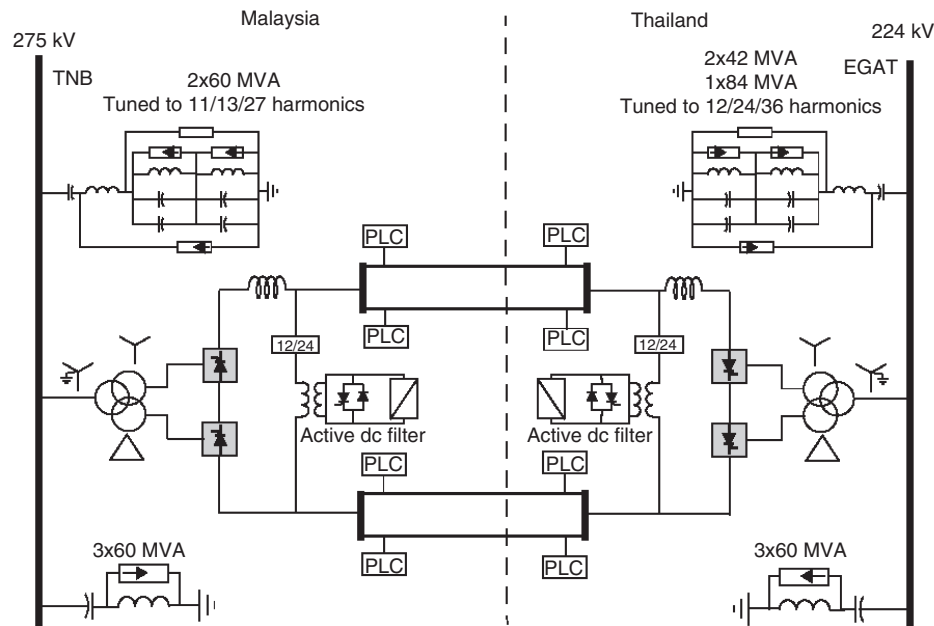 Malaysia
Thailand
275 kV
224 kV
TNB
EGAT
2x60 MVA
Tuned to 11/13/27 harmonics
2x42 MVA
1x84 MVA
Tuned to 12/24/36 harmonics
PLC
PLC
PLC
PLC
12/24
12/24
Active dc filter
Active dc filter
PLC
PLC
PLC
PLC
3x60 MVA
3x60 MVA